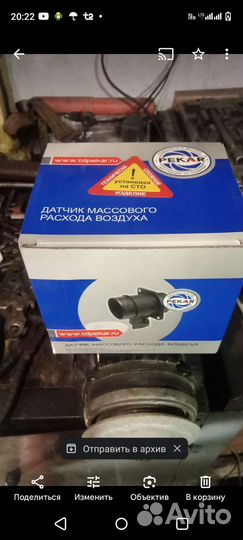 20:22
www.tdpekar.ru
PEKAR
установка
на СТО
ИЗДЕЛИЕ
ДАТЧИК МАССОВОГО
РАСХОДА ВОЗДУХА
PEKAR
www.tdpekar.ru
ДАТЧИК МАССОВОГО РАСХОДА ВОЗДУХА
Отправить в архив
Поделиться
Изменить
Объектив
В корзину
Avito